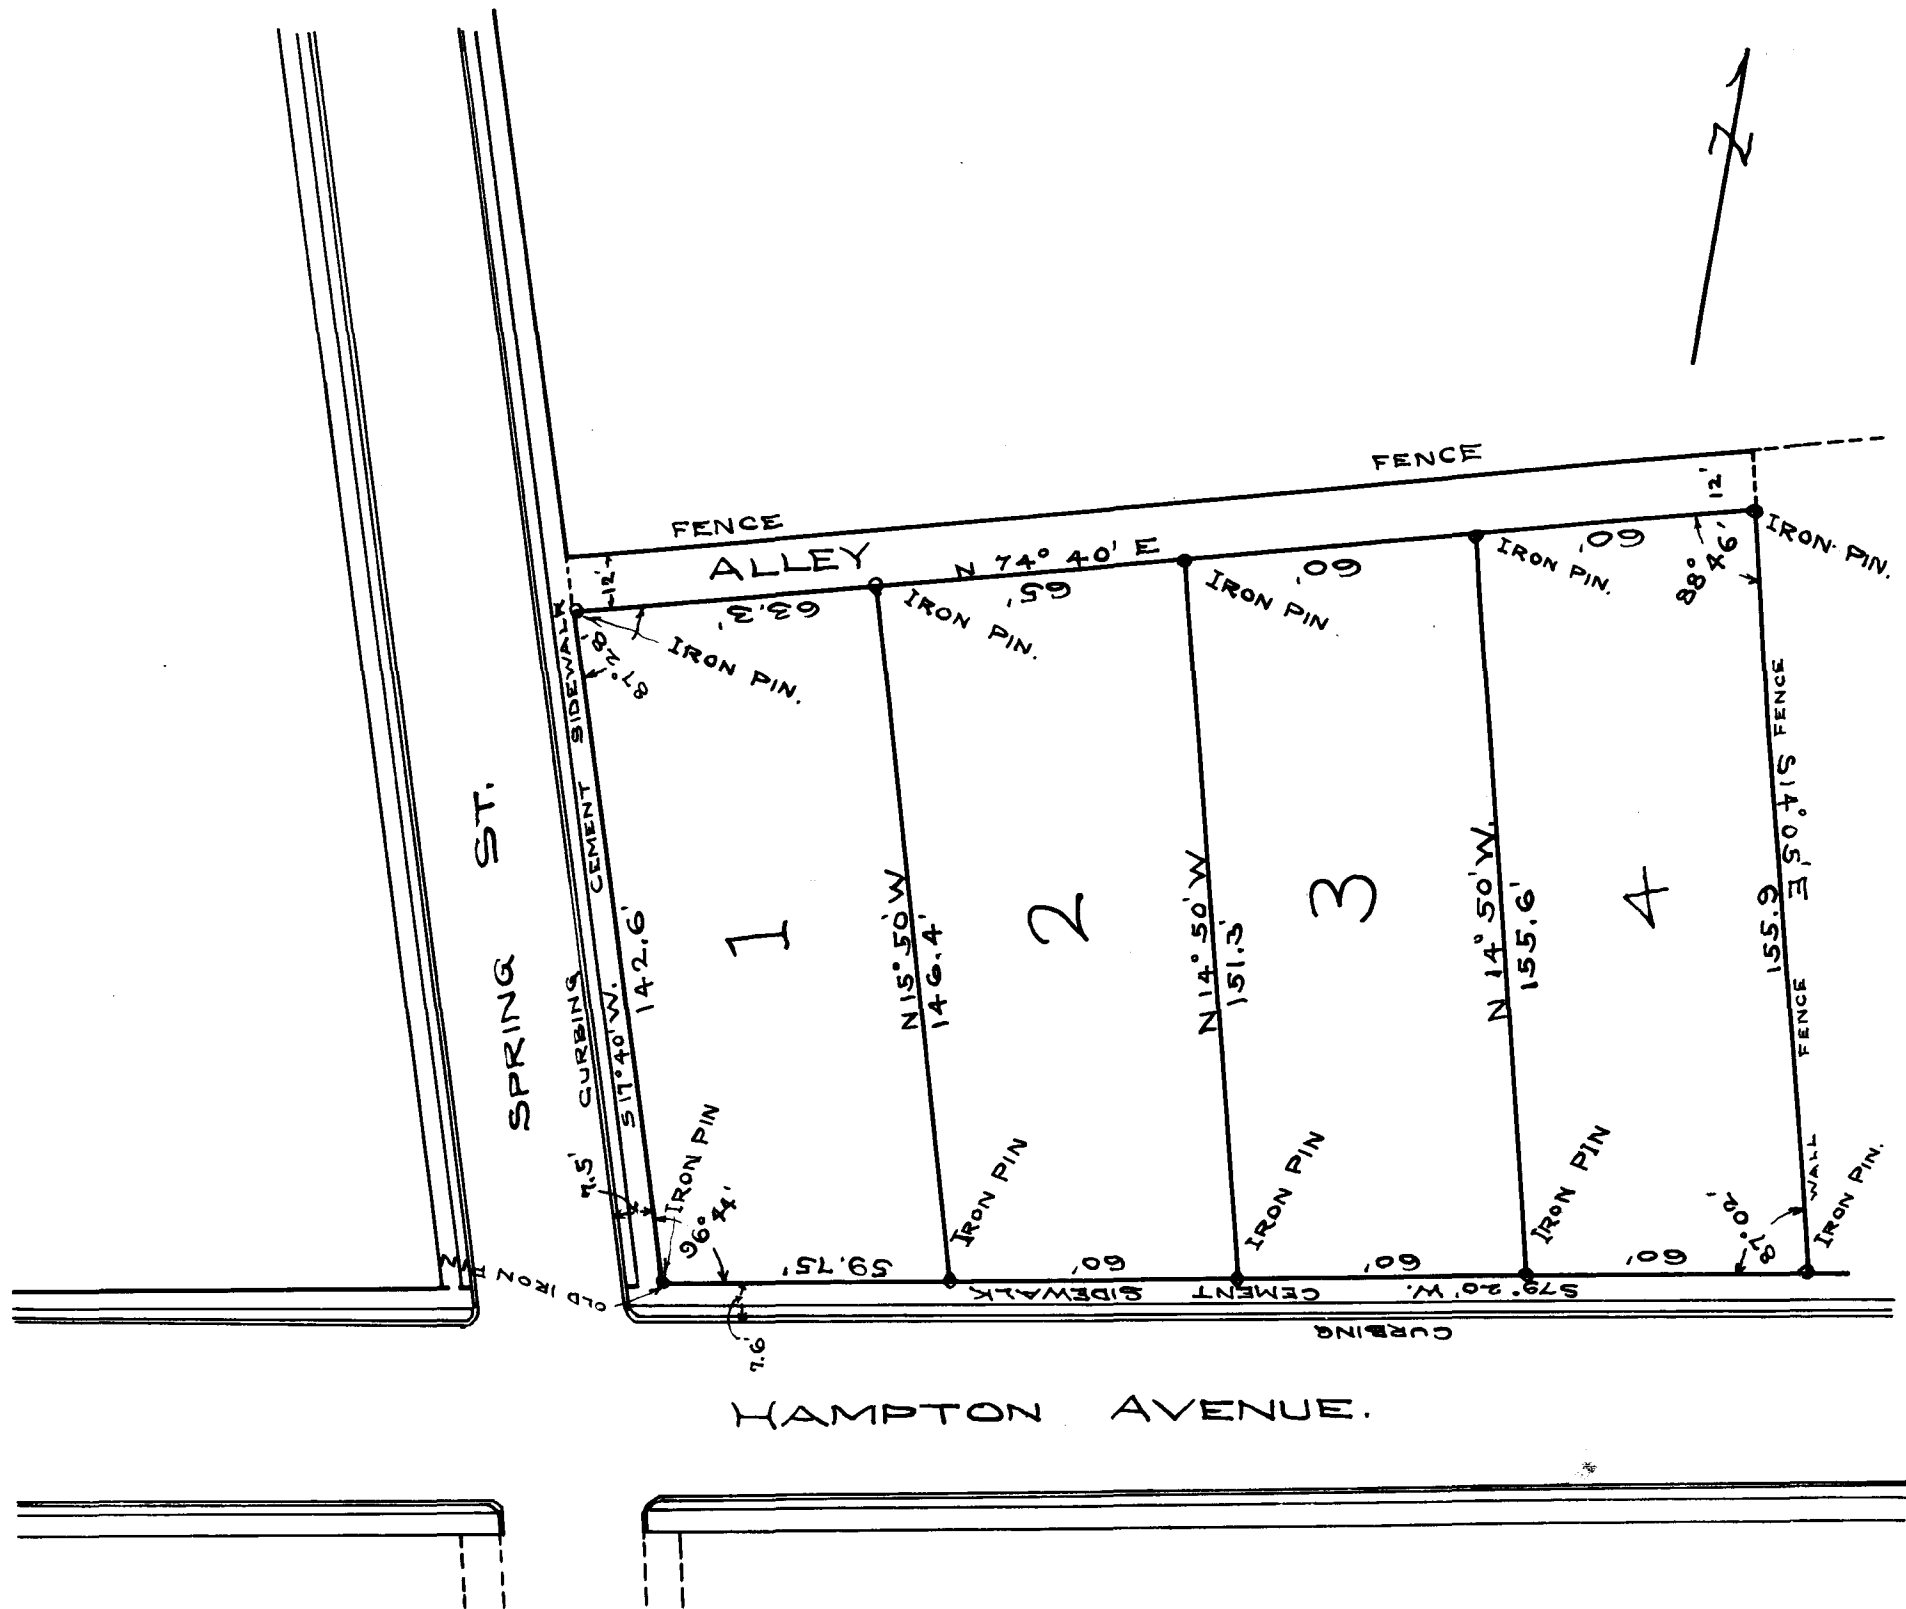 N
FENCE
FENCE
12'
ALLEY
N 74° 40' E
12'
63.3'
65'
60'
60'
88° 46'
IRON PIN.
IRON PIN.
IRON PIN
IRON PIN.
IRON PIN.
87° 28'
CEMENT SIDEWALK
CURBING
SPRING ST.
S 17° 40' W.
142.6'
1
N 15° 50' W
146.4'
2
N 14° 50' W
151.3'
3
N 14° 50' W.
155.6'
4
155.9
S 14° 05' E
FENCE
FENCE
WALL
7.5'
IRON PIN
96° 44'
IRON PIN
IRON PIN
IRON PIN
IRON PIN.
87° 02'
OLD IRON PIN
59.75'
60'
60'
60'
CEMENT SIDEWALK
S 79° 20' W.
7.6
CURBING
HAMPTON AVENUE.